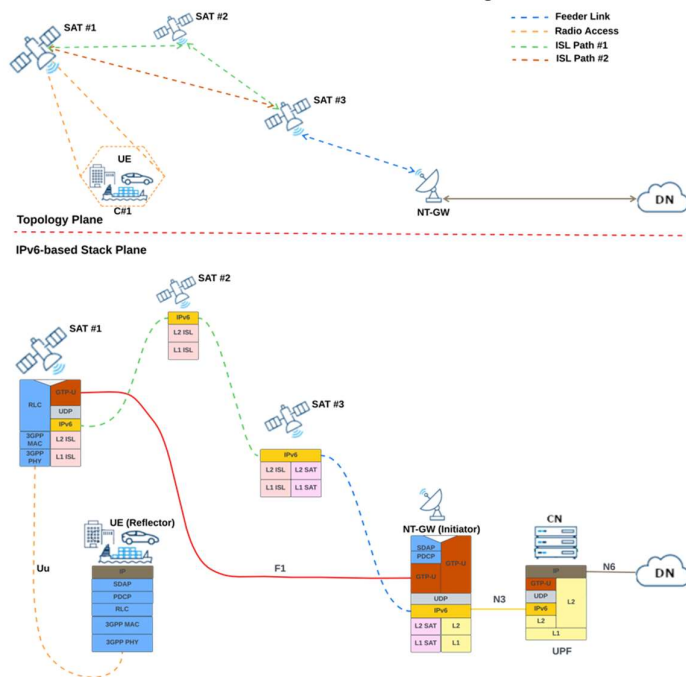 Feeder Link
Radio Access
ISL Path #1
ISL Path #2
SAT #1
SAT #2
SAT #3
UE
C#1
NT-GW
DN
Topology Plane
IPv6-based Stack Plane
SAT #2
IPv6
L2 ISL
L1 ISL
SAT #1
RLC
GTP-U
UDP
IPv6
3GPP MAC
L2 ISL
3GPP PHY
L1 ISL
SAT #3
IPv6
L2 ISL
L2 SAT
L1 ISL
L1 SAT
Uu
UE (Reflector)
IP
SDAP
PDCP
RLC
3GPP MAC
3GPP PHY
F1
NT-GW (Initiator)
SDAP
PDCP
GTP-U
GTP-U
UDP
IPv6
L2 SAT
L2
L1 SAT
L1
N3
CN
IP
GTP-U
UDP
IPv6
L2
L2
L1
UPF
N6
DN